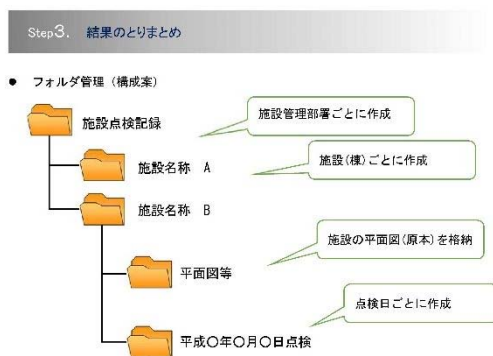 Step3. 結果のとりまとめ
● フォルダ管理（構成案）
施設点検記録
施設管理部署ごとに作成
施設名称 A
施設(棟)ごとに作成
施設名称 B
施設の平面図(原本)を格納
平面図等
点検日ごとに作成
平成〇年〇月〇日点検